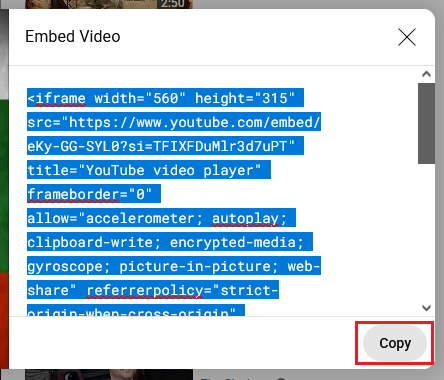 2:50
Embed Video
<iframe width="560" height="315"
src="https://www.youtube.com/embed/
eKy-GG-SYL0?si=TFIXFDuMlr3d7uPT"
title="YouTube video player"
frameborder="0"
allow="accelerometer; autoplay;
clipboard-write; encrypted-media;
gyroscope; picture-in-picture; web-
share" referrerpolicy="strict-
origin-when-cross-origin"
Copy